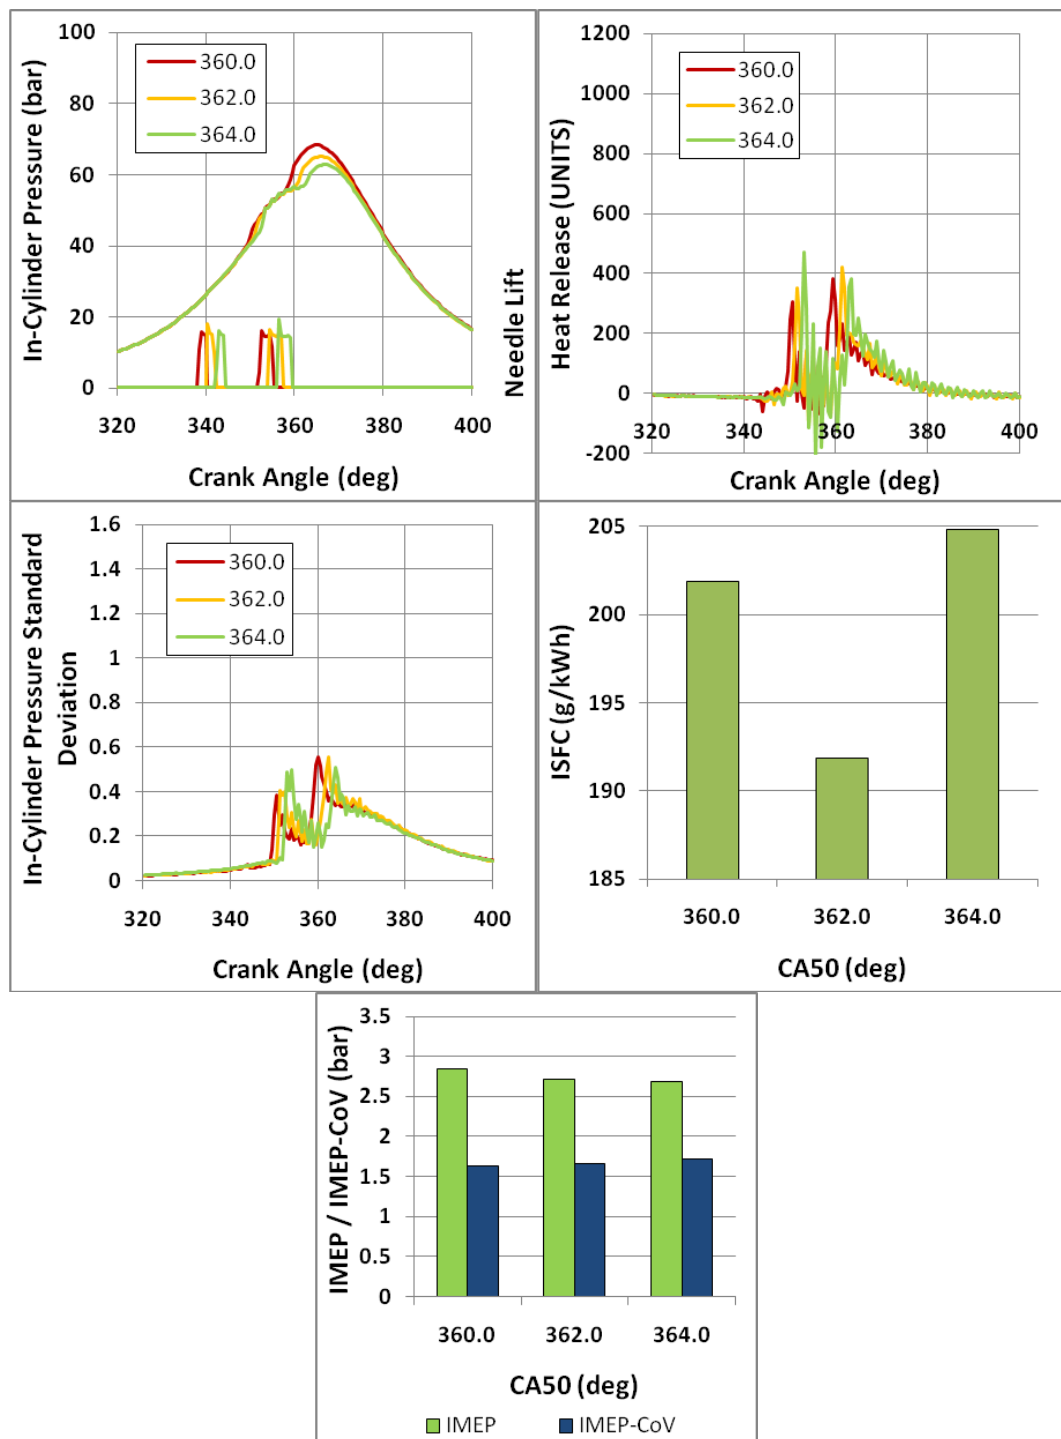 In-Cylinder Pressure (bar)
100
80
60
40
20
0
360.0
362.0
364.0
320 340 360 380 400
Crank Angle (deg)
Needle Lift
Heat Release (UNITS)
1200
1000
800
600
400
200
0
-200
360.0
362.0
364.0
320 340 360 380 400
Crank Angle (deg)
In-Cylinder Pressure Standard
Deviation
1.6
1.4
1.2
1
0.8
0.6
0.4
0.2
0
360.0
362.0
364.0
320 340 360 380 400
Crank Angle (deg)
ISFC (g/kWh)
205
200
195
190
185
360.0 362.0 364.0
CA50 (deg)
IMEP / IMEP-CoV (bar)
3.5
3
2.5
2
1.5
1
0.5
0
360.0 362.0 364.0
CA50 (deg)
IMEP IMEP-CoV